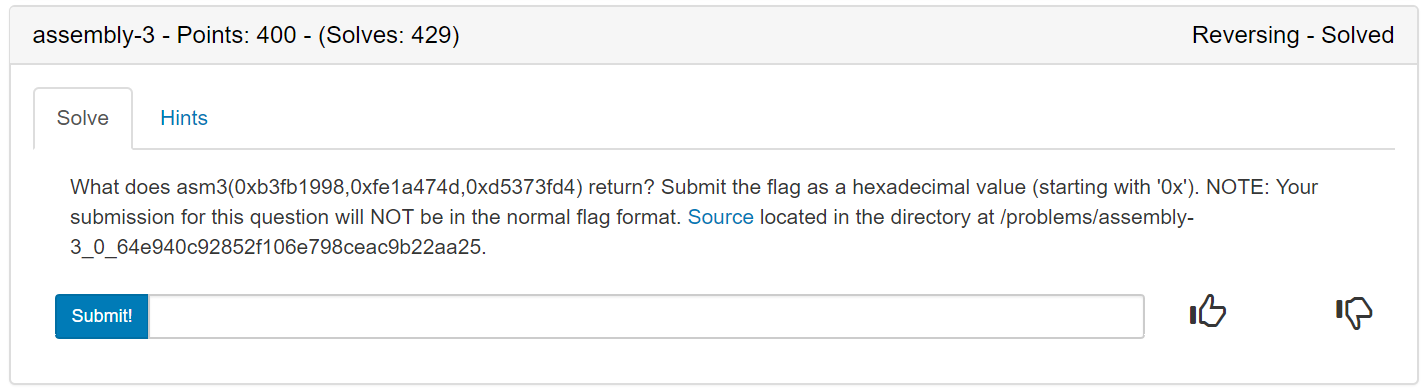 assembly-3 - Points: 400 - (Solves: 429)
Reversing - Solved
Solve
Hints
What does asm3(0xb3fb1998,0xfe1a474d,0xd5373fd4) return? Submit the flag as a hexadecimal value (starting with '0x'). NOTE: Your
submission for this question will NOT be in the normal flag format. Source located in the directory at /problems/assembly-
3_0_64e940c92852f106e798ceac9b22aa25.
Submit!